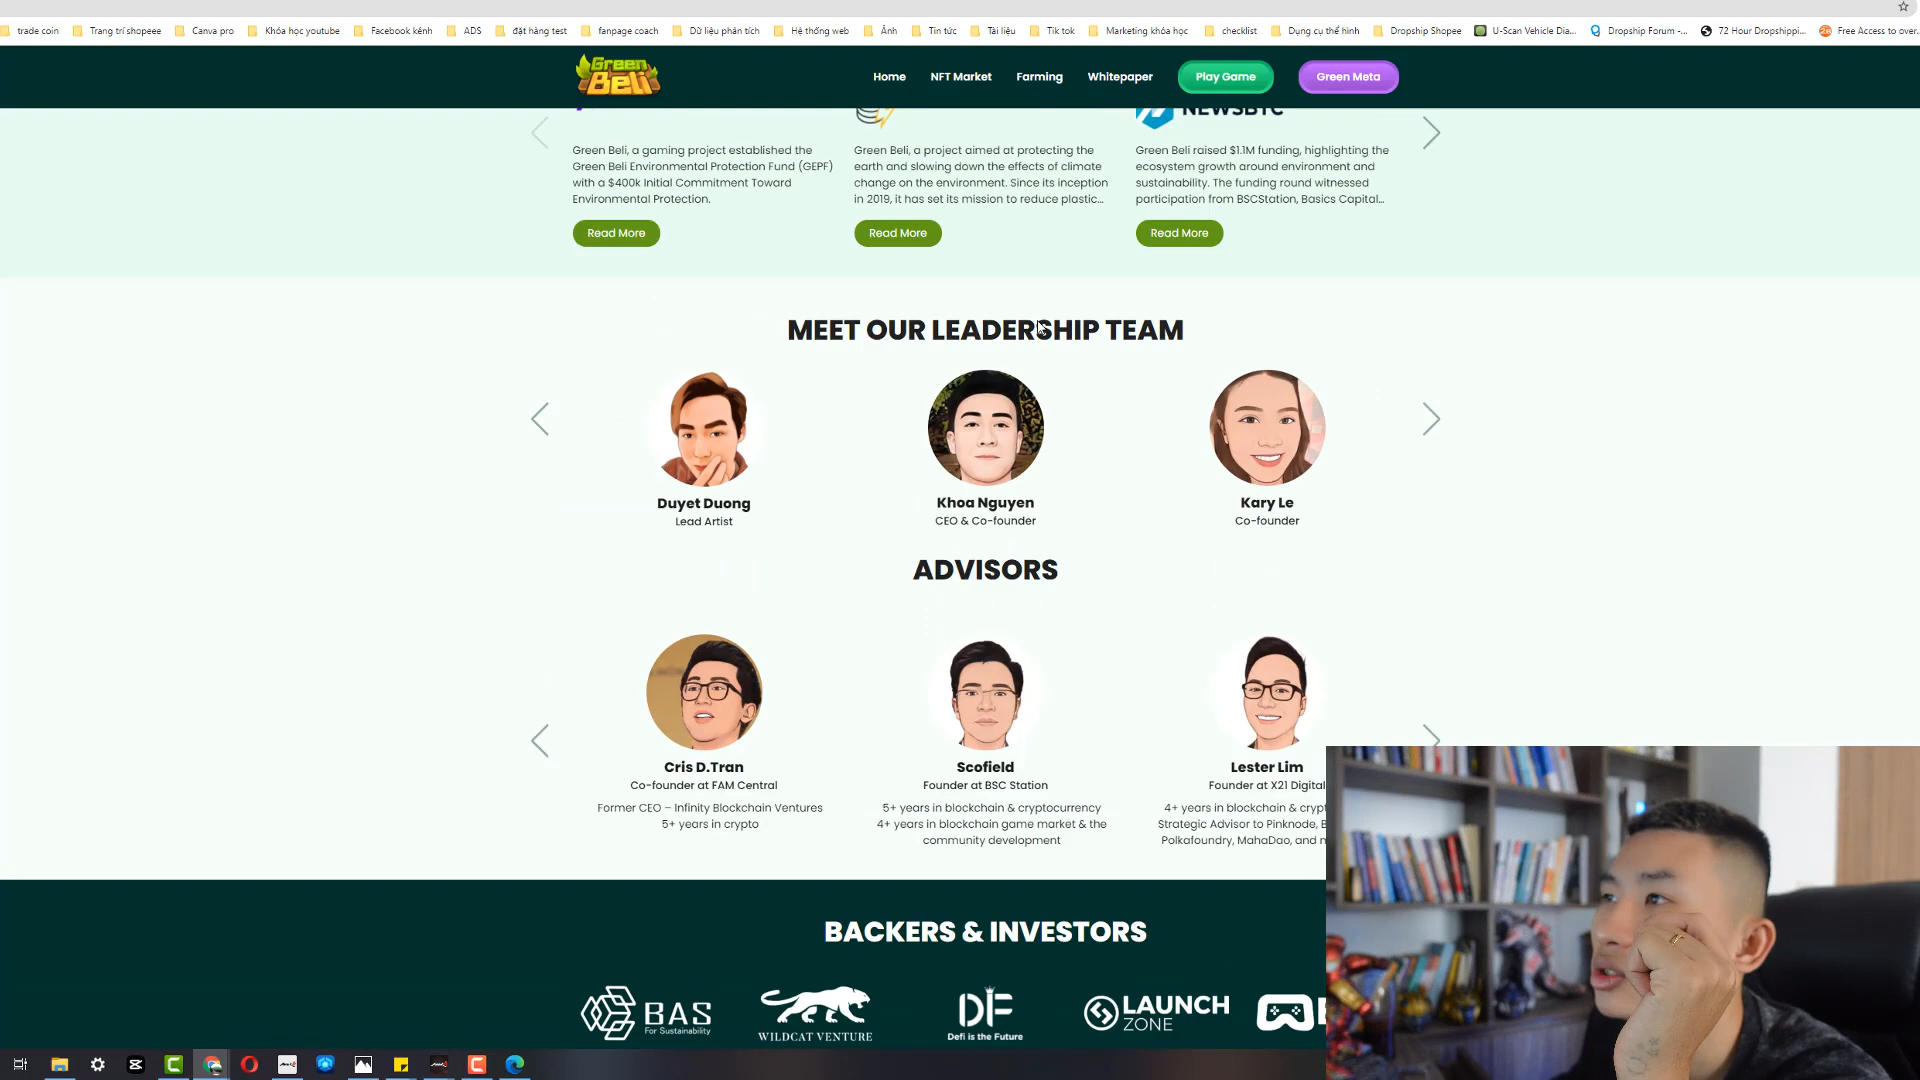 trade coin
Trang trí shopeee
Canva pro
Khóa học youtube
Facebook kênh
ADS
đặt hàng test
fanpage coach
Dữ liệu phân tích
Hệ thống web
Ảnh
Tin tức
Tài liệu
Tik tok
Marketing khóa học
checklist
Dụng cụ thể hình
Dropship Shopee
U-Scan Vehicle Dia...
Dropship Forum -...
72 Hour Dropshippi...
Free Access to over...
Green Beli
Home
NFT Market
Farming
Whitepaper
Play Game
Green Meta
NEWSBTC
Green Beli, a gaming project established the
Green Beli Environmental Protection Fund (GEPF)
with a $400k Initial Commitment Toward
Environmental Protection.
Read More
Green Beli, a project aimed at protecting the
earth and slowing down the effects of climate
change on the environment. Since its inception
in 2019, it has set its mission to reduce plastic...
Read More
Green Beli raised $1.1M funding, highlighting the
ecosystem growth around environment and
sustainability. The funding round witnessed
participation from BSCStation, Basics Capital...
Read More
MEET OUR LEADERSHIP TEAM
Duyet Duong
Lead Artist
Khoa Nguyen
CEO & Co-founder
Kary Le
Co-founder
ADVISORS
Cris D.Tran
Co-founder at FAM Central
Former CEO – Infinity Blockchain Ventures
5+ years in crypto
Scofield
Founder at BSC Station
5+ years in blockchain & cryptocurrency
4+ years in blockchain game market & the
community development
Lester Lim
Founder at X21 Digital
4+ years in blockchain & crypt
Strategic Advisor to Pinknode, B
Polkafoundry, MahaDao, and m
BACKERS & INVESTORS
BAS
For Sustainability
WILDCAT VENTURE
DF
Defi is the Future
LAUNCH
ZONE